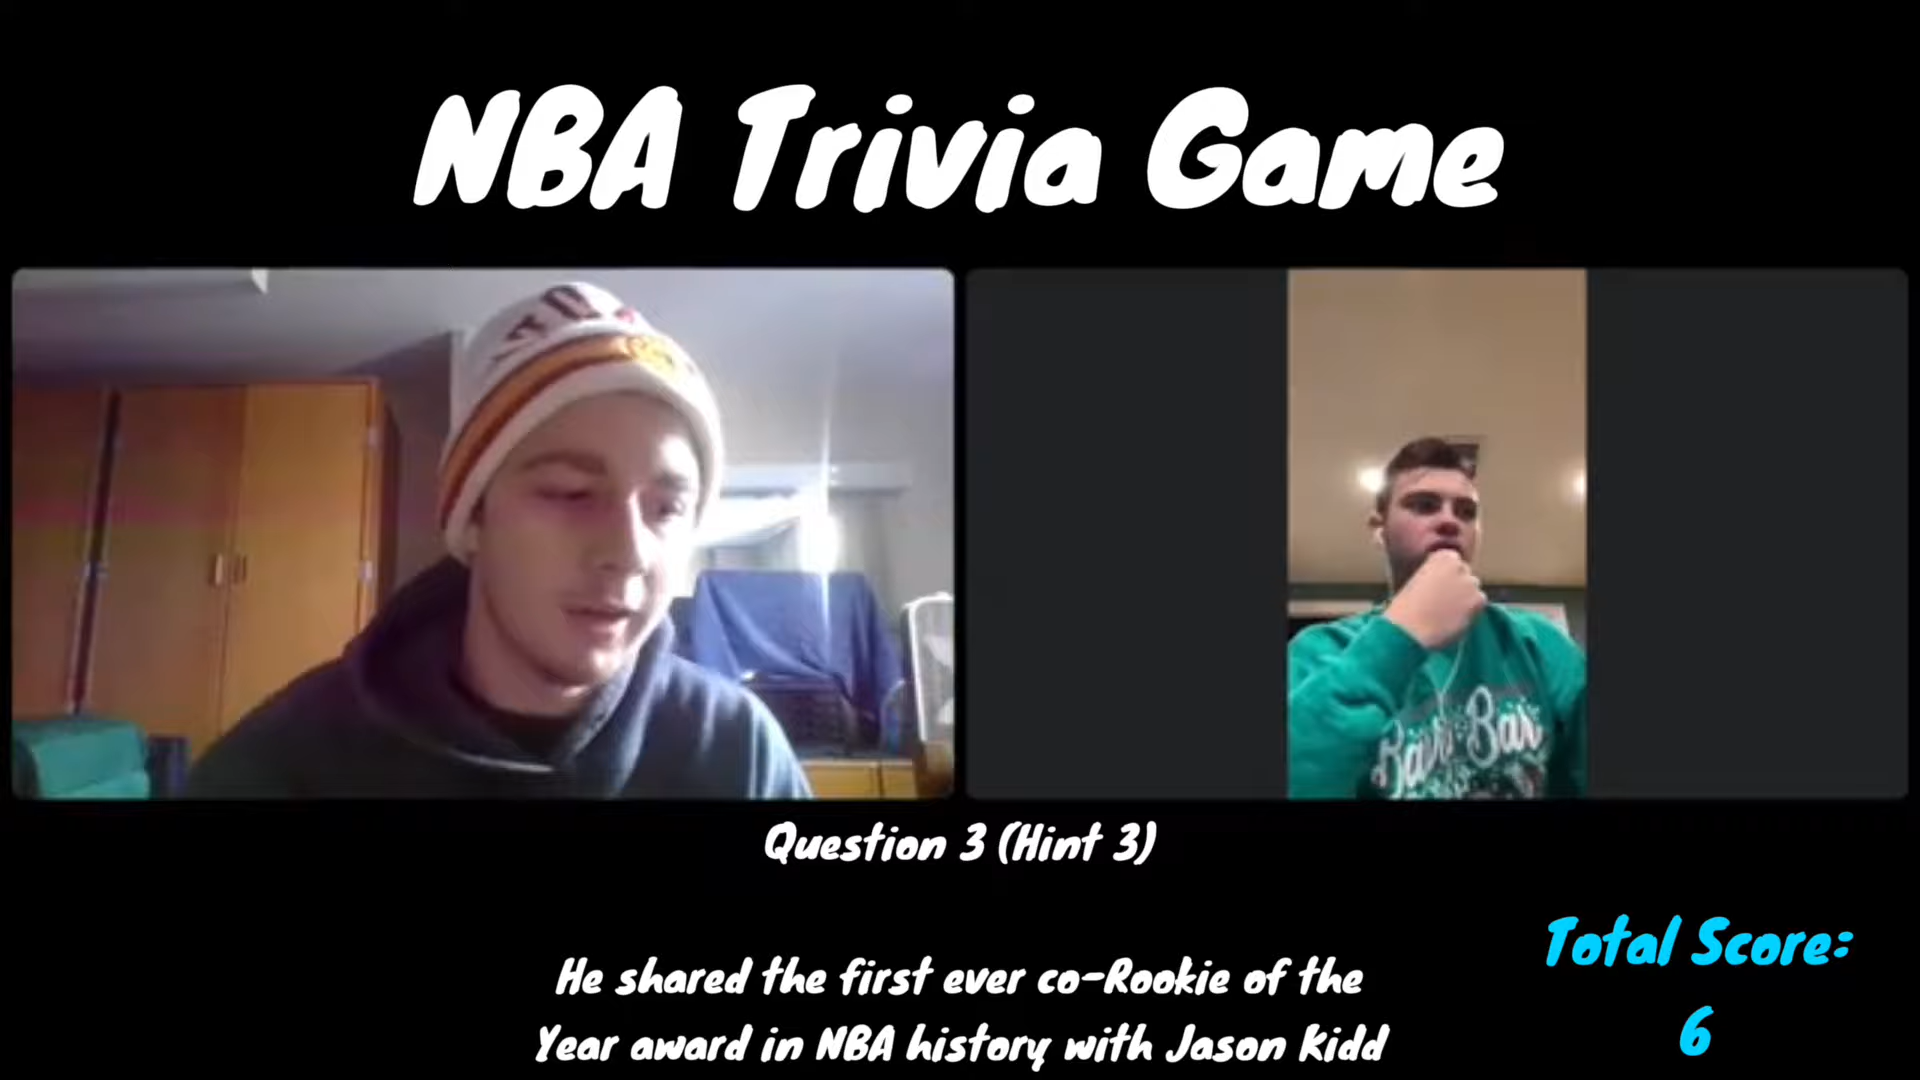 NBA Trivia Game
Question 3 (Hint 3)
He shared the first ever co-Rookie of the
Year award in NBA history with Jason Kidd
Total Score:
6